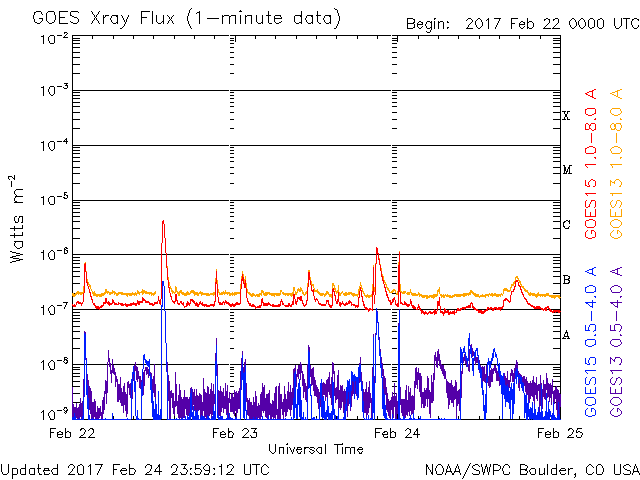 GOES Xray Flux (1-minute data)
Begin: 2017 Feb 22 0000 UTC
10⁻²
10⁻³
10⁻⁴
10⁻⁵
10⁻⁶
10⁻⁷
10⁻⁸
10⁻⁹
Watts m⁻²
X
M
C
B
A
GOES15 1.0-8.0 A
GOES13 1.0-8.0 A
GOES15 0.5-4.0 A
GOES13 0.5-4.0 A
Feb 22 Feb 23 Feb 24 Feb 25
Universal Time
Updated 2017 Feb 24 23:59:12 UTC
NOAA/SWPC Boulder, CO USA